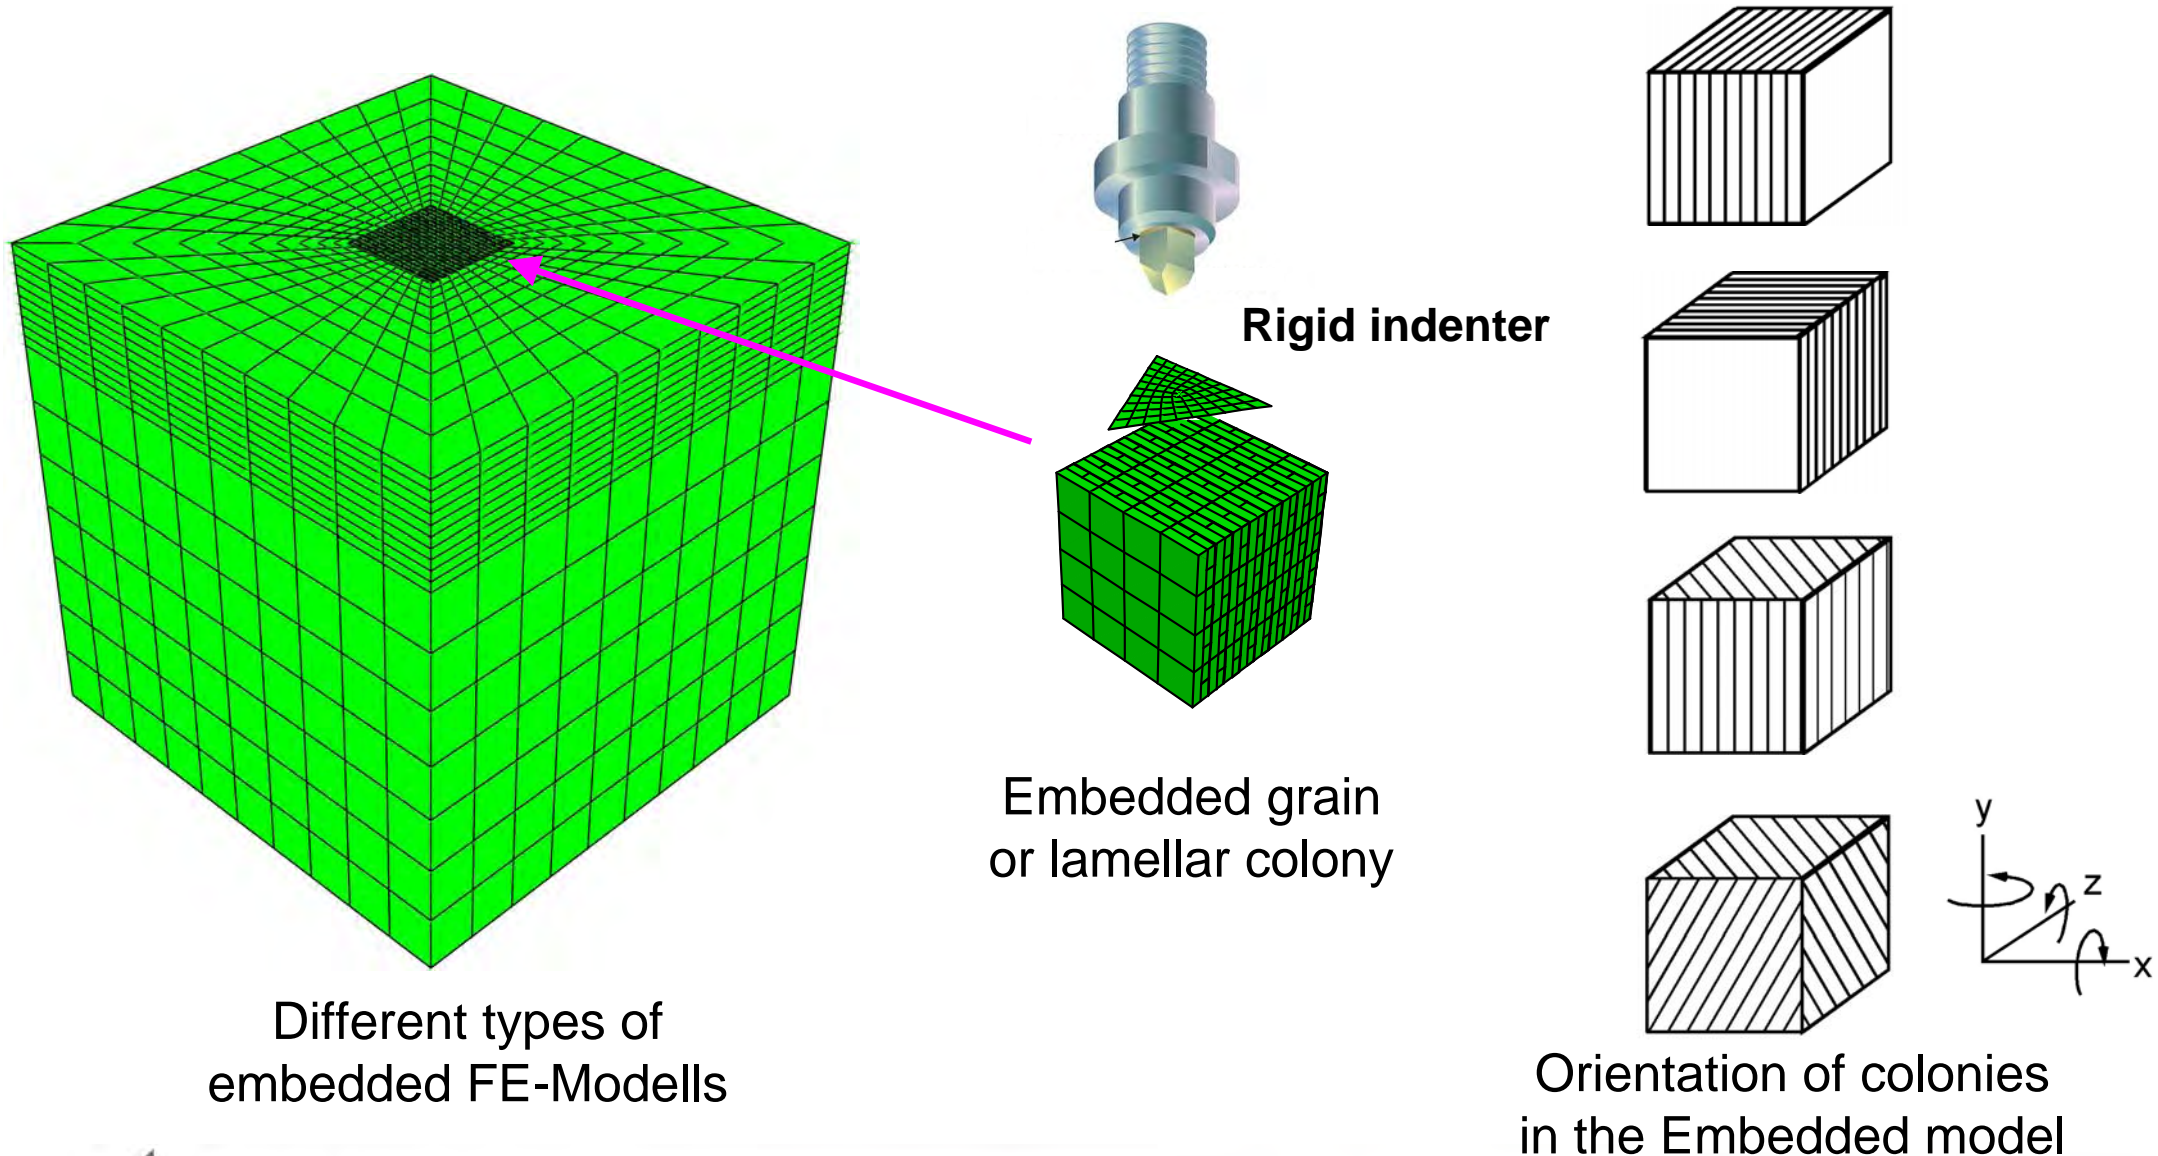 Rigid indenter
Embedded grain
or lamellar colony
y
z
x
Different types of
embedded FE-Modells
Orientation of colonies
in the Embedded model